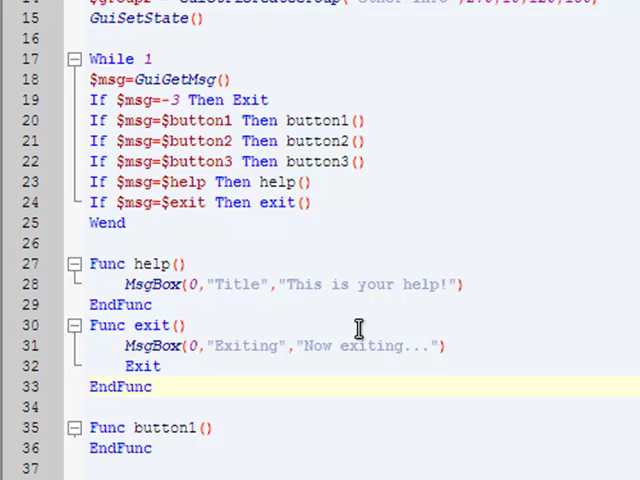 15 GuiSetState()
16
17 While 1
18 $msg=GuiGetMsg()
19 If $msg=-3 Then Exit
20 If $msg=$button1 Then button1()
21 If $msg=$button2 Then button2()
22 If $msg=$button3 Then button3()
23 If $msg=$help Then help()
24 If $msg=$exit Then exit()
25 Wend
26
27 Func help()
28 MsgBox(0,"Title","This is your help!")
29 EndFunc
30 Func exit()
31 MsgBox(0,"Exiting","Now exiting...")
32 Exit
33 EndFunc
34
35 Func button1()
36 EndFunc
37